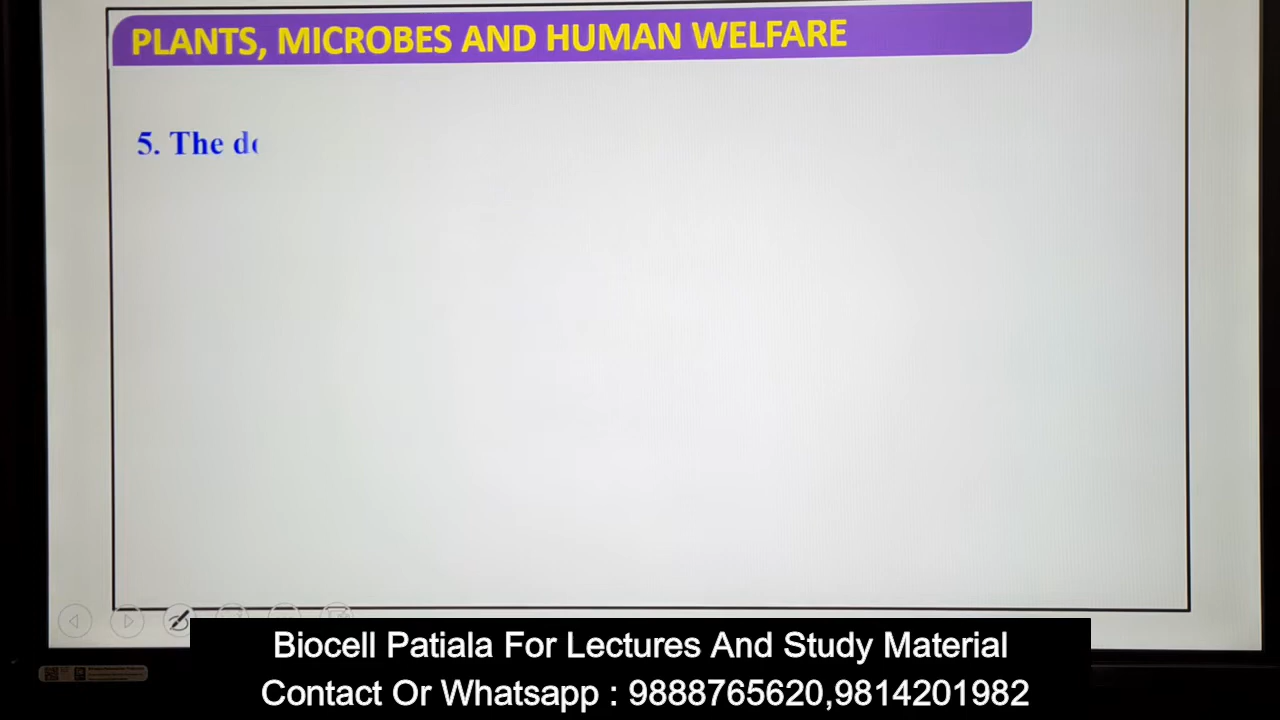 PLANTS, MICROBES AND HUMAN WELFARE
5. The
Biocell Patiala For Lectures And Study Material
Contact Or Whatsapp : 9888765620,9814201982